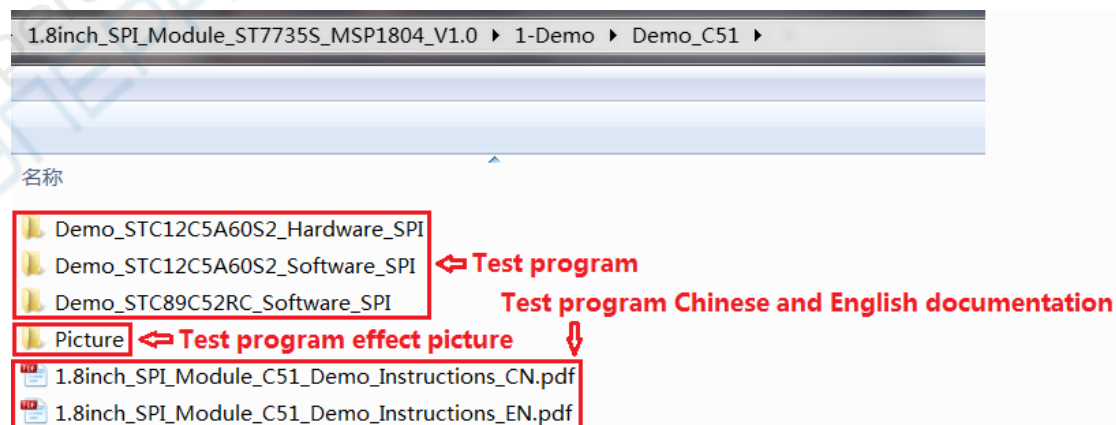 1.8inch_SPI_Module_ST7735S_MSP1804_V1.0 ▸ 1-Demo ▸ Demo_C51 ▸
名称
Demo_STC12C5A60S2_Hardware_SPI
Demo_STC12C5A60S2_Software_SPI
Test program
Demo_STC89C52RC_Software_SPI
Test program Chinese and English documentation
Picture
Test program effect picture
1.8inch_SPI_Module_C51_Demo_Instructions_CN.pdf
1.8inch_SPI_Module_C51_Demo_Instructions_EN.pdf